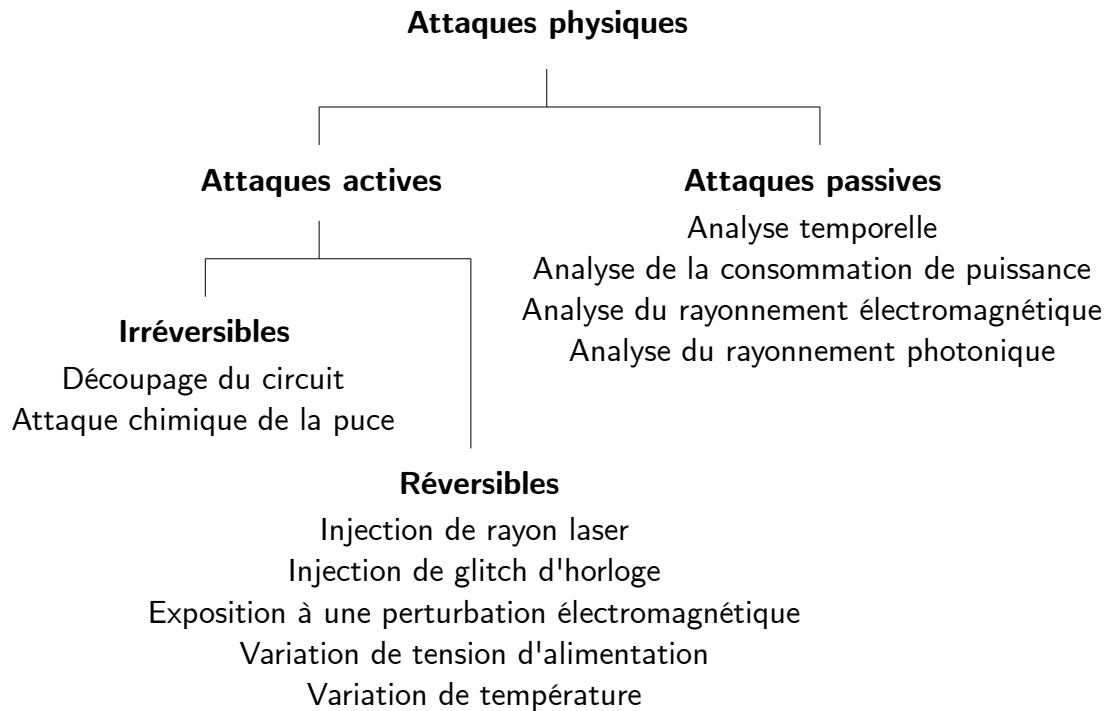 Attaques physiques
Attaques actives
Attaques passives
Analyse temporelle
Analyse de la consommation de puissance
Analyse du rayonnement électromagnétique
Analyse du rayonnement photonique
Irréversibles
Découpage du circuit
Attaque chimique de la puce
Réversibles
Injection de rayon laser
Injection de glitch d'horloge
Exposition à une perturbation électromagnétique
Variation de tension d'alimentation
Variation de température